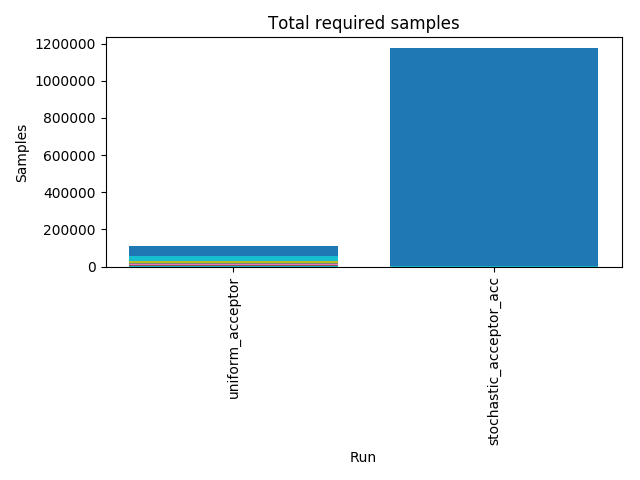 Total required samples
1200000
1000000
800000
600000
400000
200000
0
Samples
uniform_acceptor
stochastic_acceptor_acc
Run